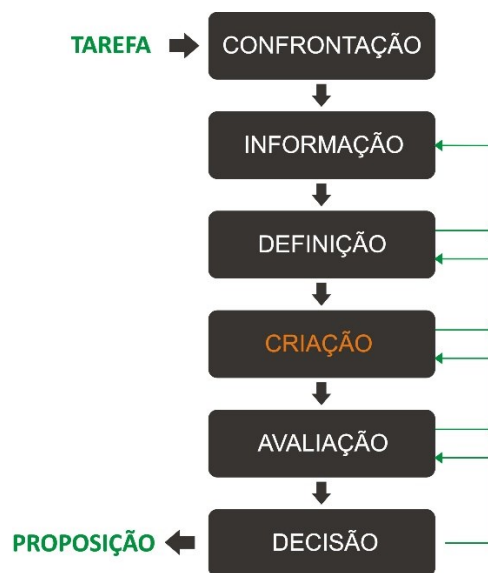 TAREFA
CONFRONTAÇÃO
INFORMAÇÃO
DEFINIÇÃO
CRIAÇÃO
AVALIAÇÃO
PROPOSIÇÃO
DECISÃO